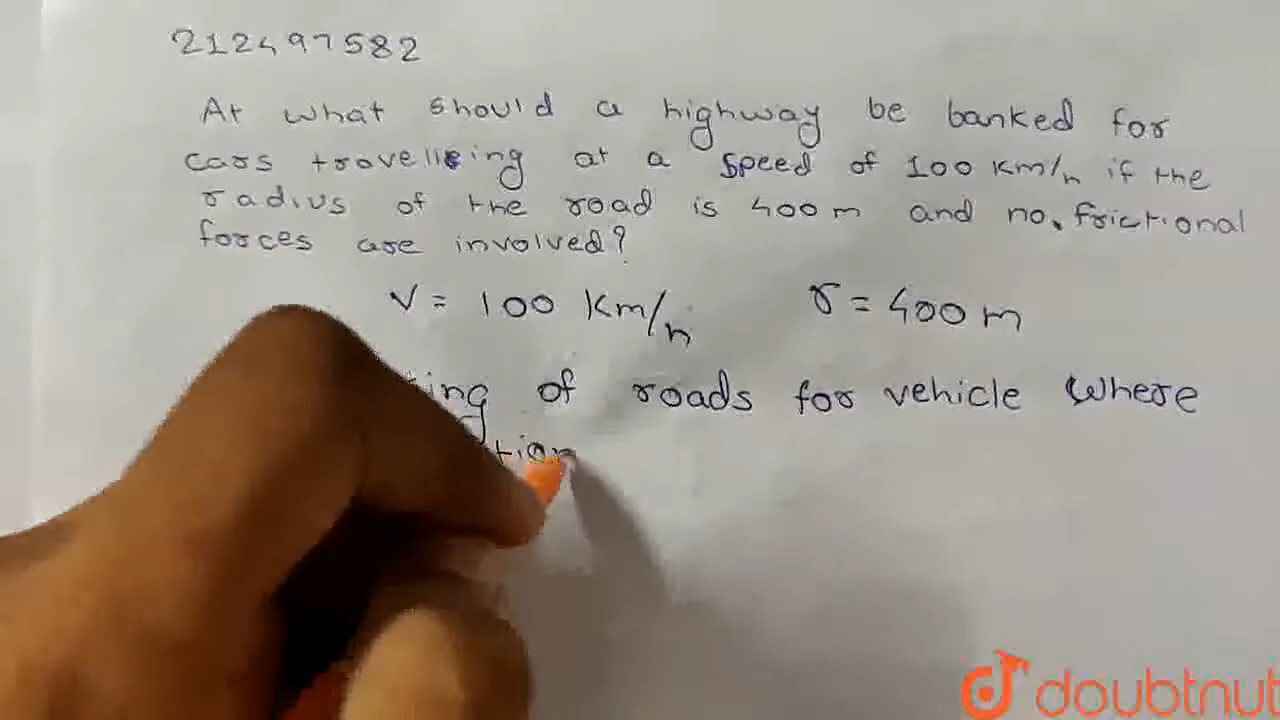 212497582
At what should a highway be banked for
cars travelleing at a speed of 100 Km/h if the
radius of the road is 400 m and no. frictional
forces are involved?
v = 100 Km/h r = 400 m
of roads for vehicle where
doubtnut